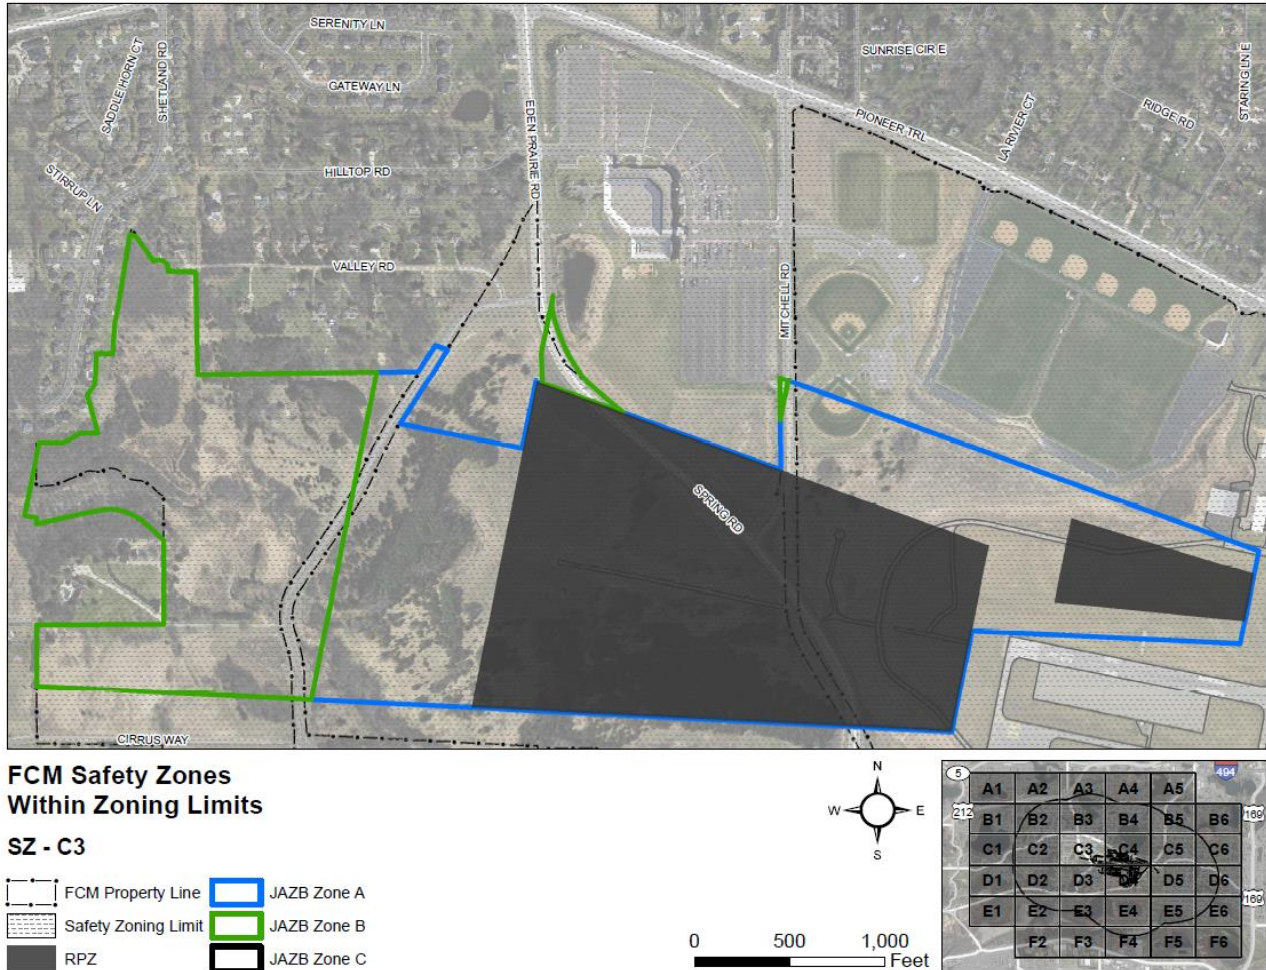 SERENITY LN
SADDLE HORN CT
SHETLAND RD
GATEWAY LN
SUNRISE CIR E
LA RIVIER CT
RIDGE RD
STARING LN E
EDEN PRAIRIE RD
PIONEER TRL
STIRRUP LN
HILLTOP RD
VALLEY RD
MITCHELL RD
SPRING RD
CIRRUS WAY
FCM Safety Zones
Within Zoning Limits
SZ - C3
FCM Property Line
JAZB Zone A
Safety Zoning Limit
JAZB Zone B
RPZ
JAZB Zone C
N
W E
S
0 500 1,000
Feet
5
494
212
169
169
A1 A2 A3 A4 A5
B1 B2 B3 B4 B5 B6
C1 C2 C3 C4 C5 C6
D1 D2 D3 D4 D5 D6
E1 E2 E3 E4 E5 E6
F2 F3 F4 F5 F6